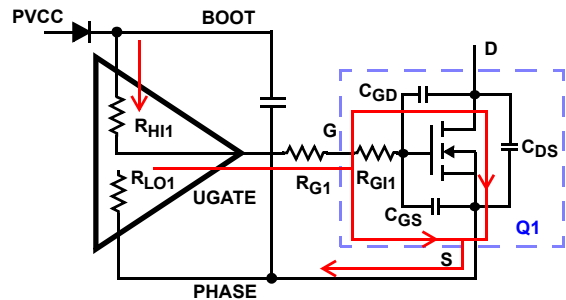 PVCC
BOOT
D
CGD
G
RHI1
CDS
RLO1
RG1
RGI1
UGATE
CGS
Q1
S
PHASE